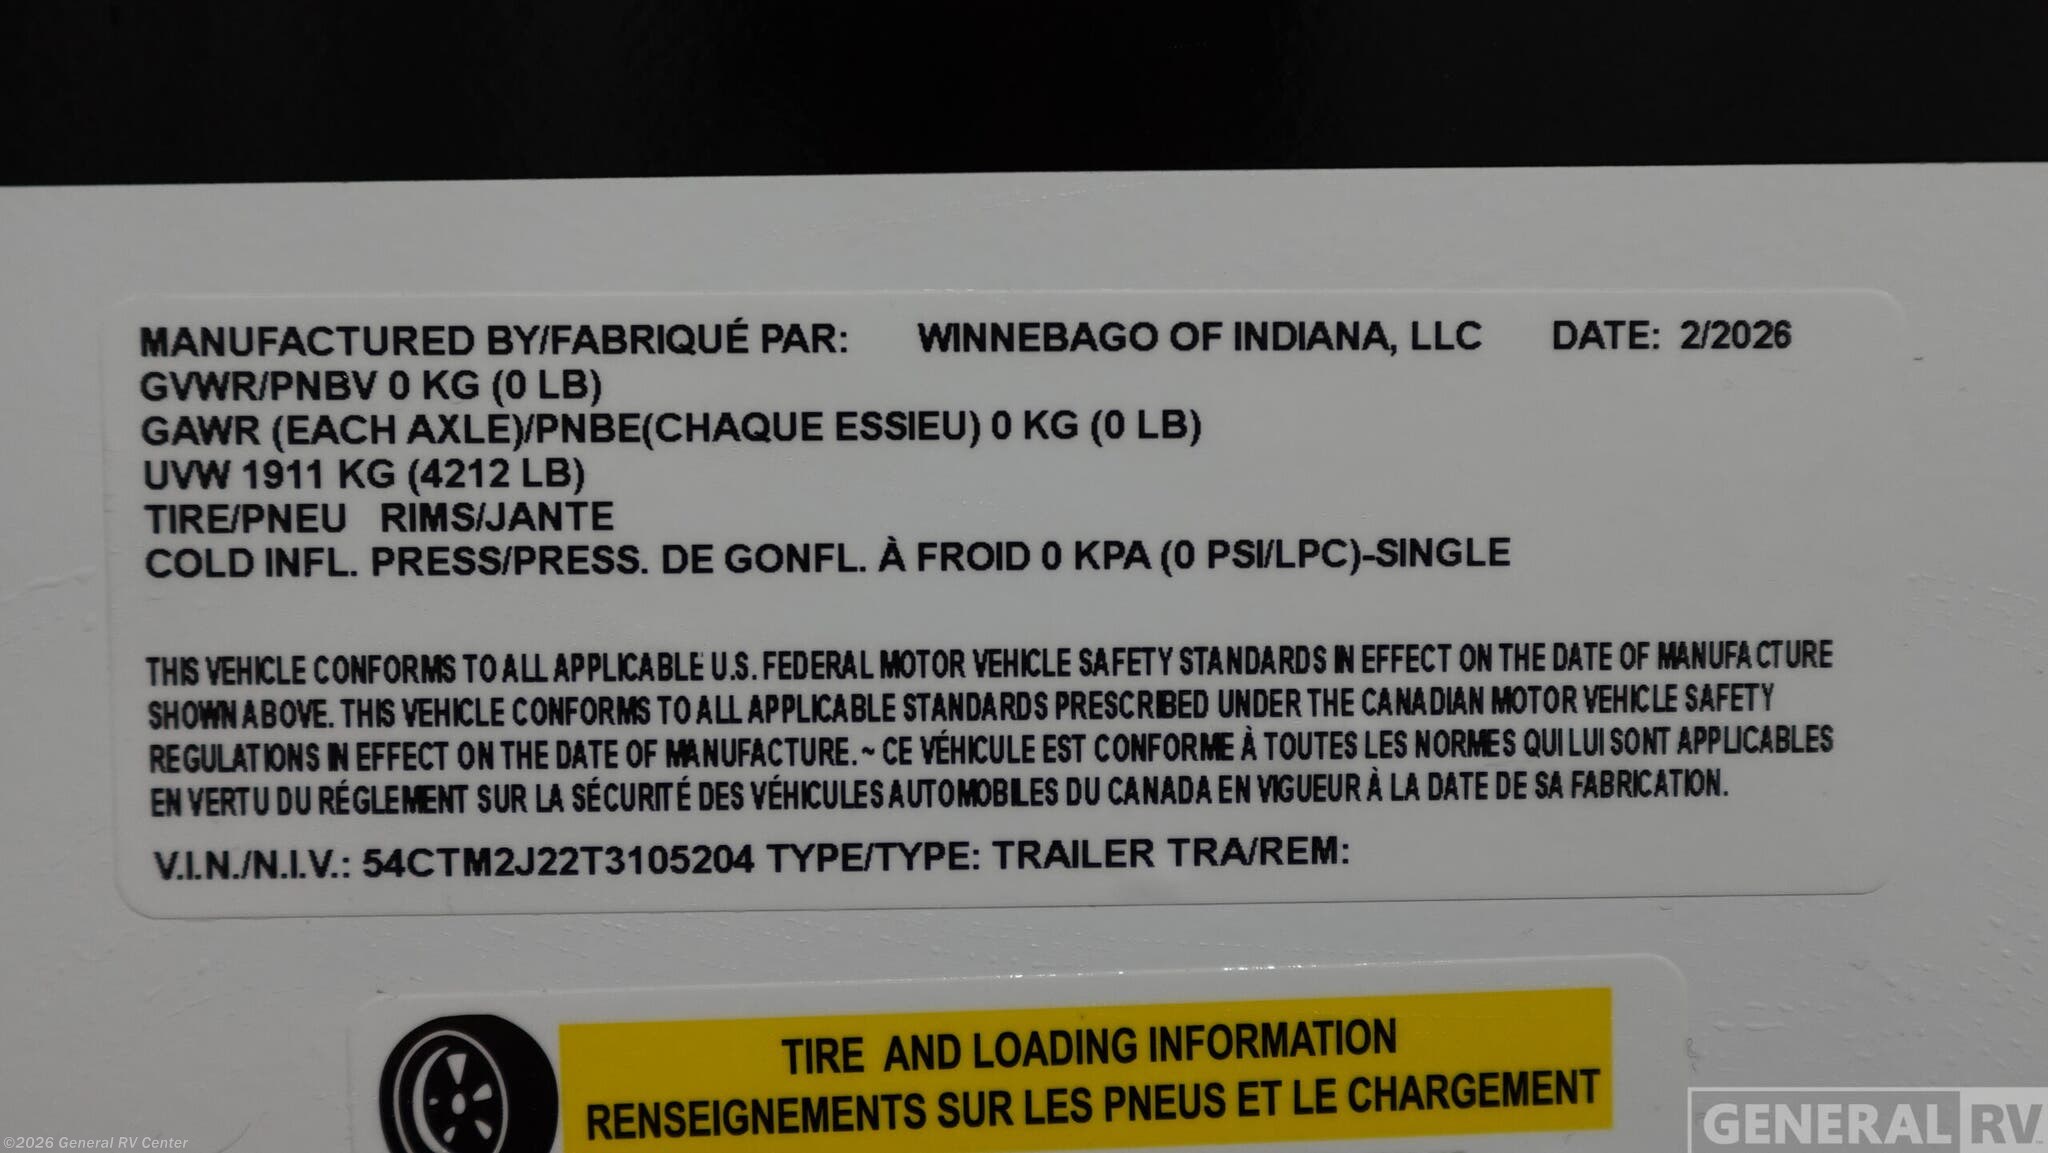 MANUFACTURED BY/FABRIQUÉ PAR: WINNEBAGO OF INDIANA, LLC DATE: 2/2026
GVWR/PNBV 0 KG (0 LB)
GAWR (EACH AXLE)/PNBE(CHAQUE ESSIEU) 0 KG (0 LB)
UVW 1911 KG (4212 LB)
TIRE/PNEU RIMS/JANTE
COLD INFL. PRESS/PRESS. DE GONFL. À FROID 0 KPA (0 PSI/LPC)-SINGLE
THIS VEHICLE CONFORMS TO ALL APPLICABLE U.S. FEDERAL MOTOR VEHICLE SAFETY STANDARDS IN EFFECT ON THE DATE OF MANUFACTURE
SHOWN ABOVE. THIS VEHICLE CONFORMS TO ALL APPLICABLE STANDARDS PRESCRIBED UNDER THE CANADIAN MOTOR VEHICLE SAFETY
REGULATIONS IN EFFECT ON THE DATE OF MANUFACTURE. ~ CE VÉHICULE EST CONFORME À TOUTES LES NORMES QUI LUI SONT APPLICABLES
EN VERTU DU RÉGLEMENT SUR LA SÉCURITÉ DES VÉHICULES AUTOMOBILES DU CANADA EN VIGUEUR À LA DATE DE SA FABRICATION.
V.I.N./N.I.V.: 54CTM2J22T3105204 TYPE/TYPE: TRAILER TRA/REM:
TIRE AND LOADING INFORMATION
RENSEIGNEMENTS SUR LES PNEUS ET LE CHARGEMENT
©2026 General RV Center
GENERAL RV